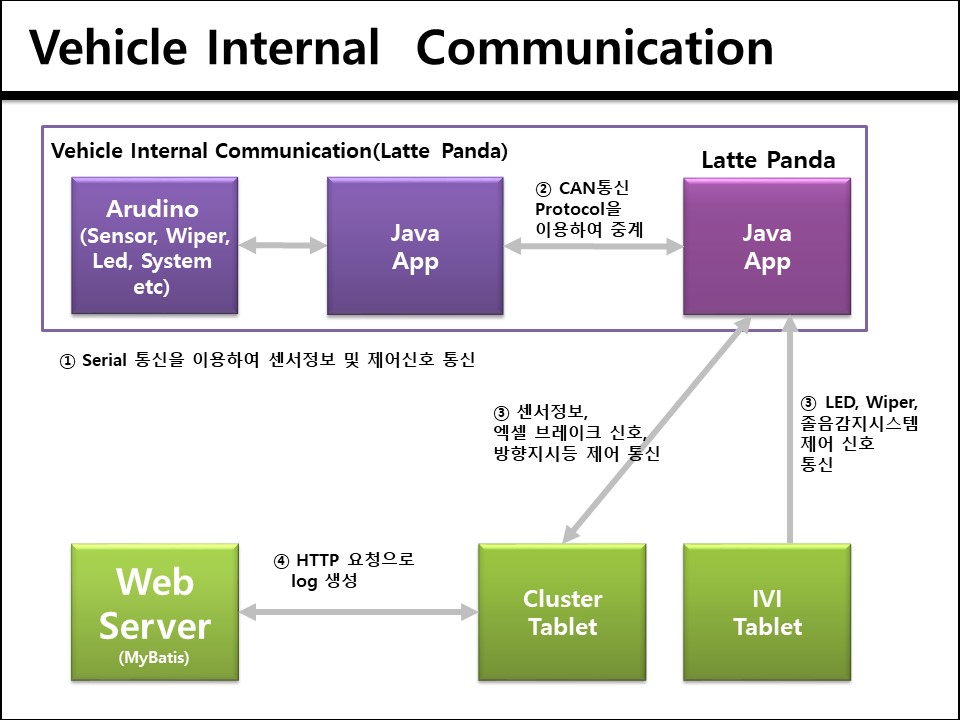 Vehicle Internal Communication
Vehicle Internal Communication(Latte Panda)
Latte Panda
Arudino
(Sensor, Wiper,
Led, System
etc)
Java
App
② CAN통신
Protocol을
이용하여 중계
Java
App
① Serial 통신을 이용하여 센서정보 및 제어신호 통신
③ 센서정보,
엑셀 브레이크 신호,
방향지시등 제어 통신
③ LED, Wiper,
졸음감지시스템
제어 신호
통신
Web
Server
(MyBatis)
④ HTTP 요청으로
log 생성
Cluster
Tablet
IVI
Tablet